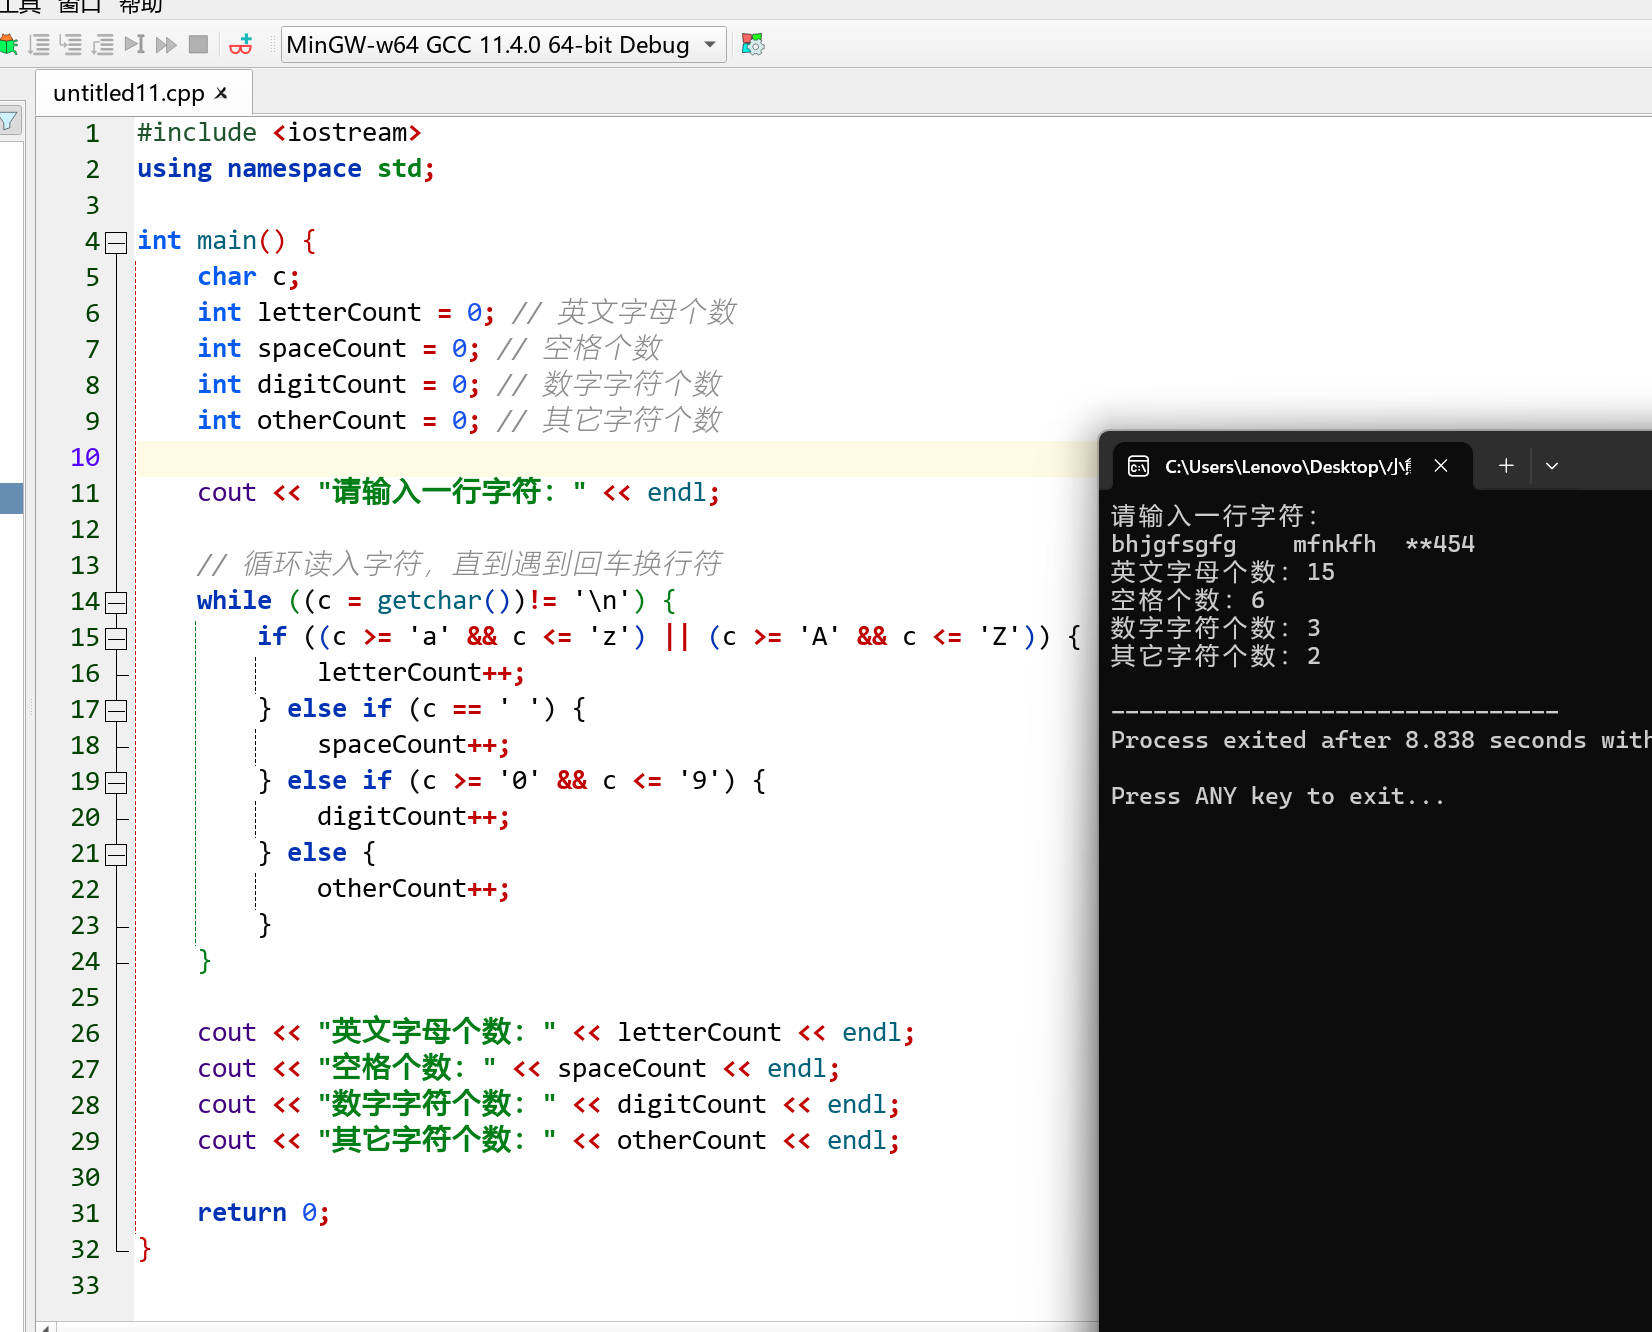 工具 窗口 帮助
MinGW-w64 GCC 11.4.0 64-bit Debug
untitled11.cpp
1 #include <iostream>
2 using namespace std;
3
4 int main() {
5     char c;
6     int letterCount = 0; // 英文字母个数
7     int spaceCount = 0; // 空格个数
8     int digitCount = 0; // 数字字符个数
9     int otherCount = 0; // 其它字符个数
10
11     cout << "请输入一行字符：" << endl;
12
13     // 循环读入字符，直到遇到回车换行符
14     while ((c = getchar())!= '\n') {
15         if ((c >= 'a' && c <= 'z') || (c >= 'A' && c <= 'Z')) {
16             letterCount++;
17         } else if (c == ' ') {
18             spaceCount++;
19         } else if (c >= '0' && c <= '9') {
20             digitCount++;
21         } else {
22             otherCount++;
23         }
24     }
25
26     cout << "英文字母个数：" << letterCount << endl;
27     cout << "空格个数：" << spaceCount << endl;
28     cout << "数字字符个数：" << digitCount << endl;
29     cout << "其它字符个数：" << otherCount << endl;
30
31     return 0;
32 }
33
C:\Users\Lenovo\Desktop\小
请输入一行字符：
bhjgfsgfg    mfnkfh  **454
英文字母个数：15
空格个数：6
数字字符个数：3
其它字符个数：2
--------------------------------
Process exited after 8.838 seconds with
Press ANY key to exit...